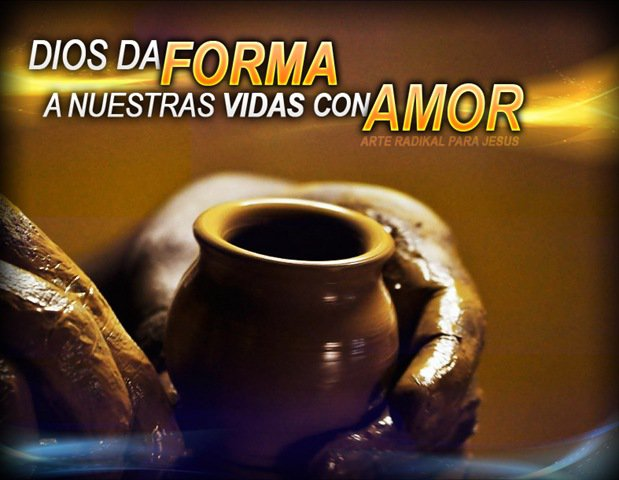 DIOS DA FORMA
A NUESTRAS VIDAS CON AMOR
ARTE RADIKAL PARA JESUS